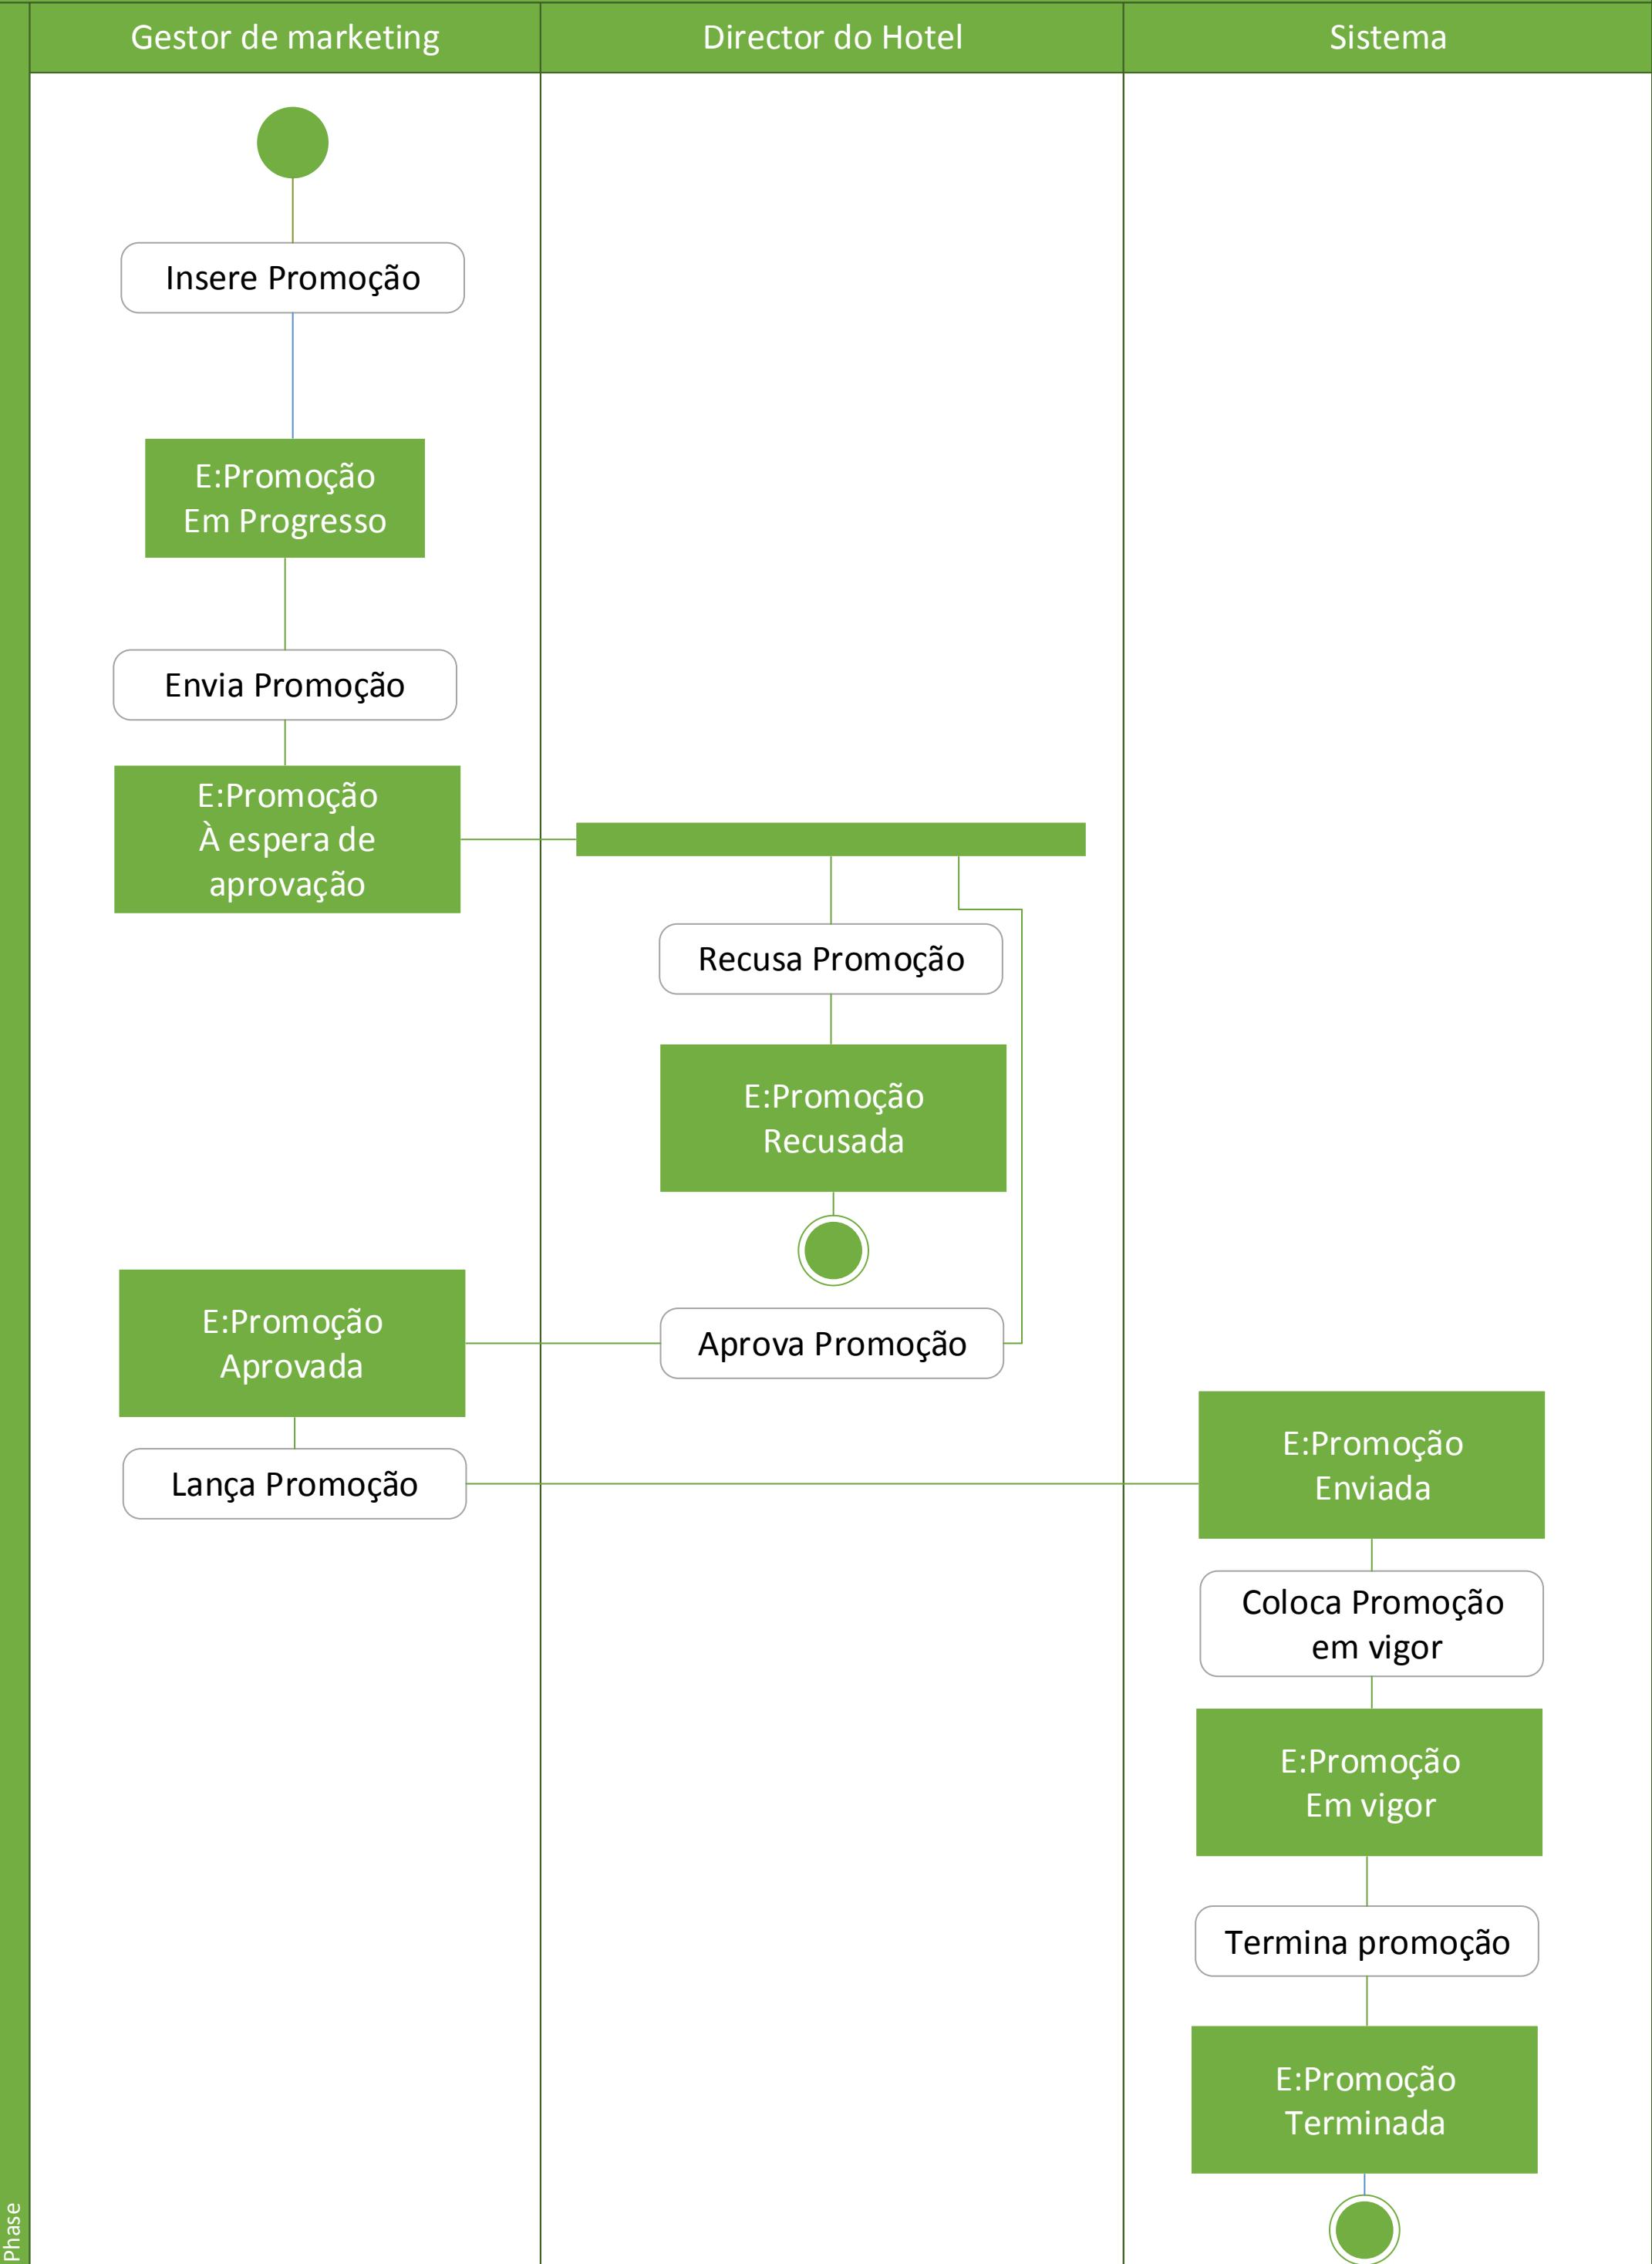 Gestor de marketing
Director do Hotel
Sistema
Insere Promoção
E:Promoção
Em Progresso
Envia Promoção
E:Promoção
À espera de
aprovação
Recusa Promoção
E:Promoção
Recusada
E:Promoção
Aprovada
Aprova Promoção
Lança Promoção
E:Promoção
Enviada
Coloca Promoção
em vigor
E:Promoção
Em vigor
Termina promoção
E:Promoção
Terminada
Phase